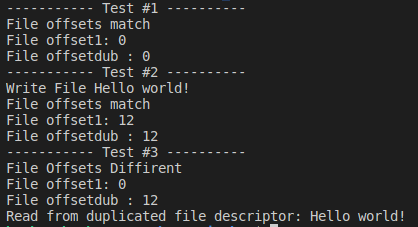 ----------- Test #1 ----------
File offsets match
File offset1: 0
File offsetdub : 0
----------- Test #2 ----------
Write File Hello world!
File offsets match
File offset1: 12
File offsetdub : 12
----------- Test #3 ----------
File Offsets Diffirent
File offset1: 0
File offsetdub : 12
Read from duplicated file descriptor: Hello world!